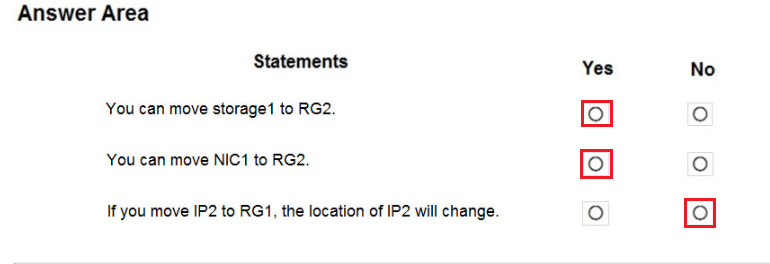 Answer Area
Statements Yes No
You can move storage1 to RG2.
You can move NIC1 to RG2.
If you move IP2 to RG1, the location of IP2 will change.